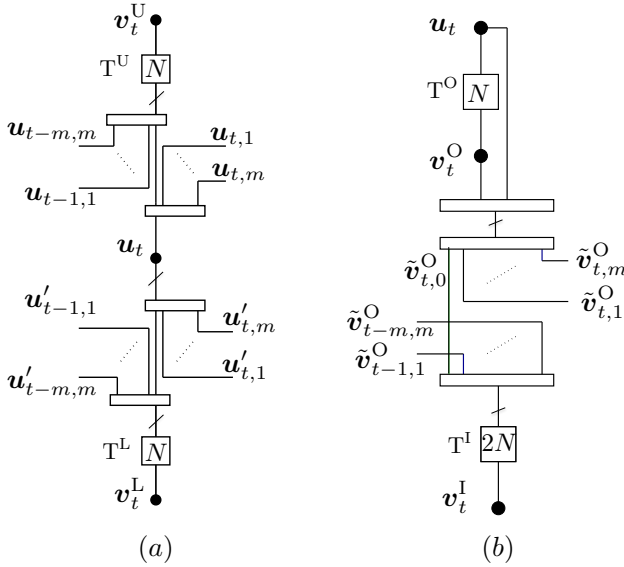 v_t^U
T^U N
u_{t−m,m}
u_{t,1}
u_{t,m}
u_{t−1,1}
u_t
u'_{t−1,1}
u'_{t,m}
u'_{t−m,m}
u'_{t,1}
T^L N
v_t^L
(a)
u_t
T^O N
v_t^O
ṽ_{t,0}^O
ṽ_{t,m}^O
ṽ_{t,1}^O
ṽ_{t−m,m}^O
ṽ_{t−1,1}^O
T^I 2N
v_t^I
(b)